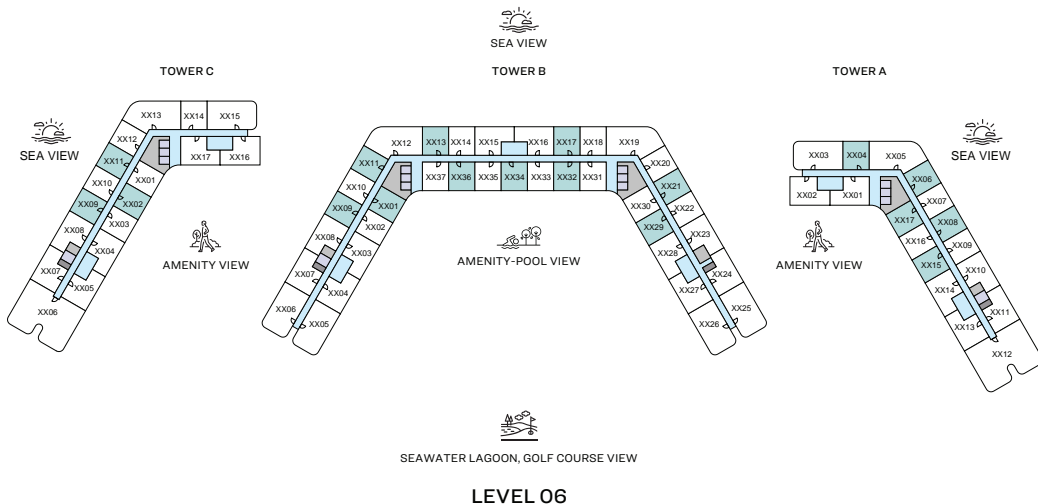 SEA VIEW
TOWER C
TOWER B
TOWER A
SEA VIEW
SEA VIEW
XX13
XX14
XX15
XX12
XX11
XX17
XX16
XX10
XX01
XX09
XX02
XX08
XX03
XX07
XX04
XX05
XX06
AMENITY VIEW
XX12
XX13
XX14
XX15
XX16
XX17
XX18
XX19
XX11
XX37
XX36
XX35
XX34
XX33
XX32
XX31
XX20
XX10
XX01
XX30
XX21
XX09
XX02
XX29
XX22
XX08
XX03
XX28
XX23
XX07
XX04
XX27
XX24
XX06
XX05
XX26
XX25
AMENITY-POOL VIEW
XX03
XX04
XX05
XX02
XX01
XX06
XX07
XX17
XX08
XX16
XX09
XX15
XX10
XX14
XX11
XX13
XX12
AMENITY VIEW
SEAWATER LAGOON, GOLF COURSE VIEW
LEVEL 06